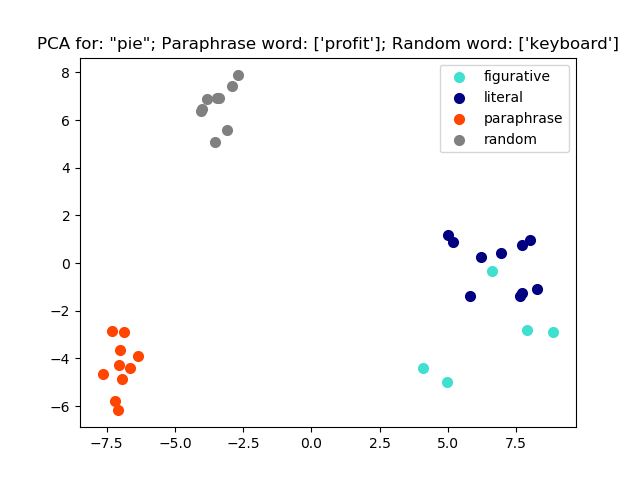 PCA for: "pie"; Paraphrase word: ['profit']; Random word: ['keyboard']
8
6
4
2
0
−2
−4
−6
figurative
literal
paraphrase
random
−7.5 −5.0 −2.5 0.0 2.5 5.0 7.5